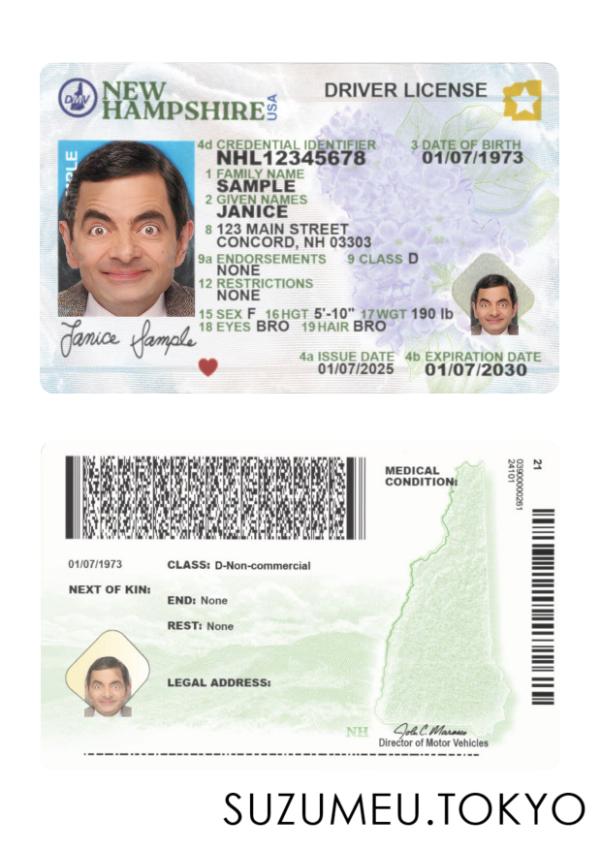 DMV
NEW
HAMPSHIRE USA
DRIVER LICENSE
4d CREDENTIAL IDENTIFIER
NHL12345678
3 DATE OF BIRTH
01/07/1973
1 FAMILY NAME
SAMPLE
2 GIVEN NAMES
JANICE
8 123 MAIN STREET
CONCORD, NH 03303
9a ENDORSEMENTS 9 CLASS D
NONE
12 RESTRICTIONS
NONE
15 SEX F 16 HGT 5'-10" 17 WGT 190 lb
18 EYES BRO 19 HAIR BRO
PLE
Janice Sample
4a ISSUE DATE 4b EXPIRATION DATE
01/07/2025 01/07/2030
MEDICAL
CONDITION:
21
0390000000261
24101
01/07/1973 CLASS: D-Non-commercial
NEXT OF KIN:
END: None
REST: None
LEGAL ADDRESS:
NH
Director of Motor Vehicles
SUZUMEU.TOKYO